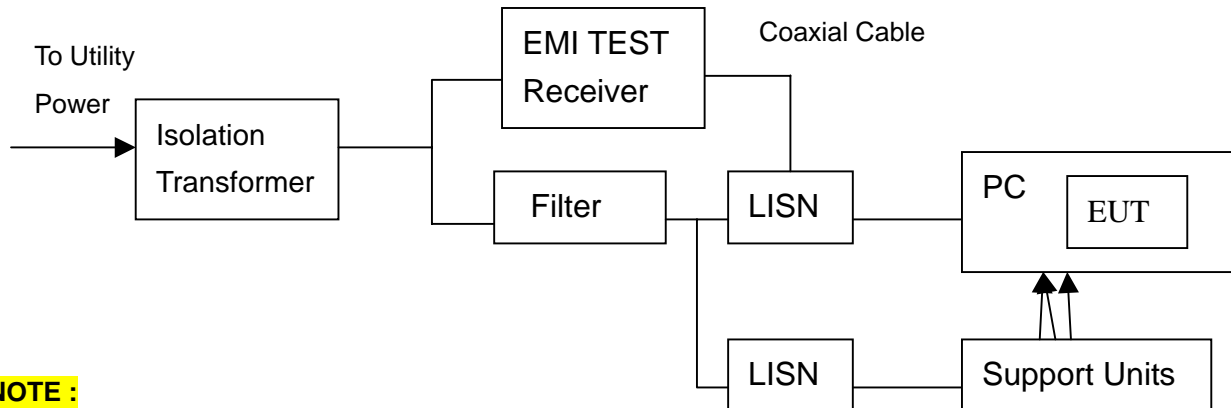 To Utility
Power
Isolation
Transformer
EMI TEST
Receiver
Coaxial Cable
Filter
LISN
PC
EUT
LISN
Support Units
NOTE :